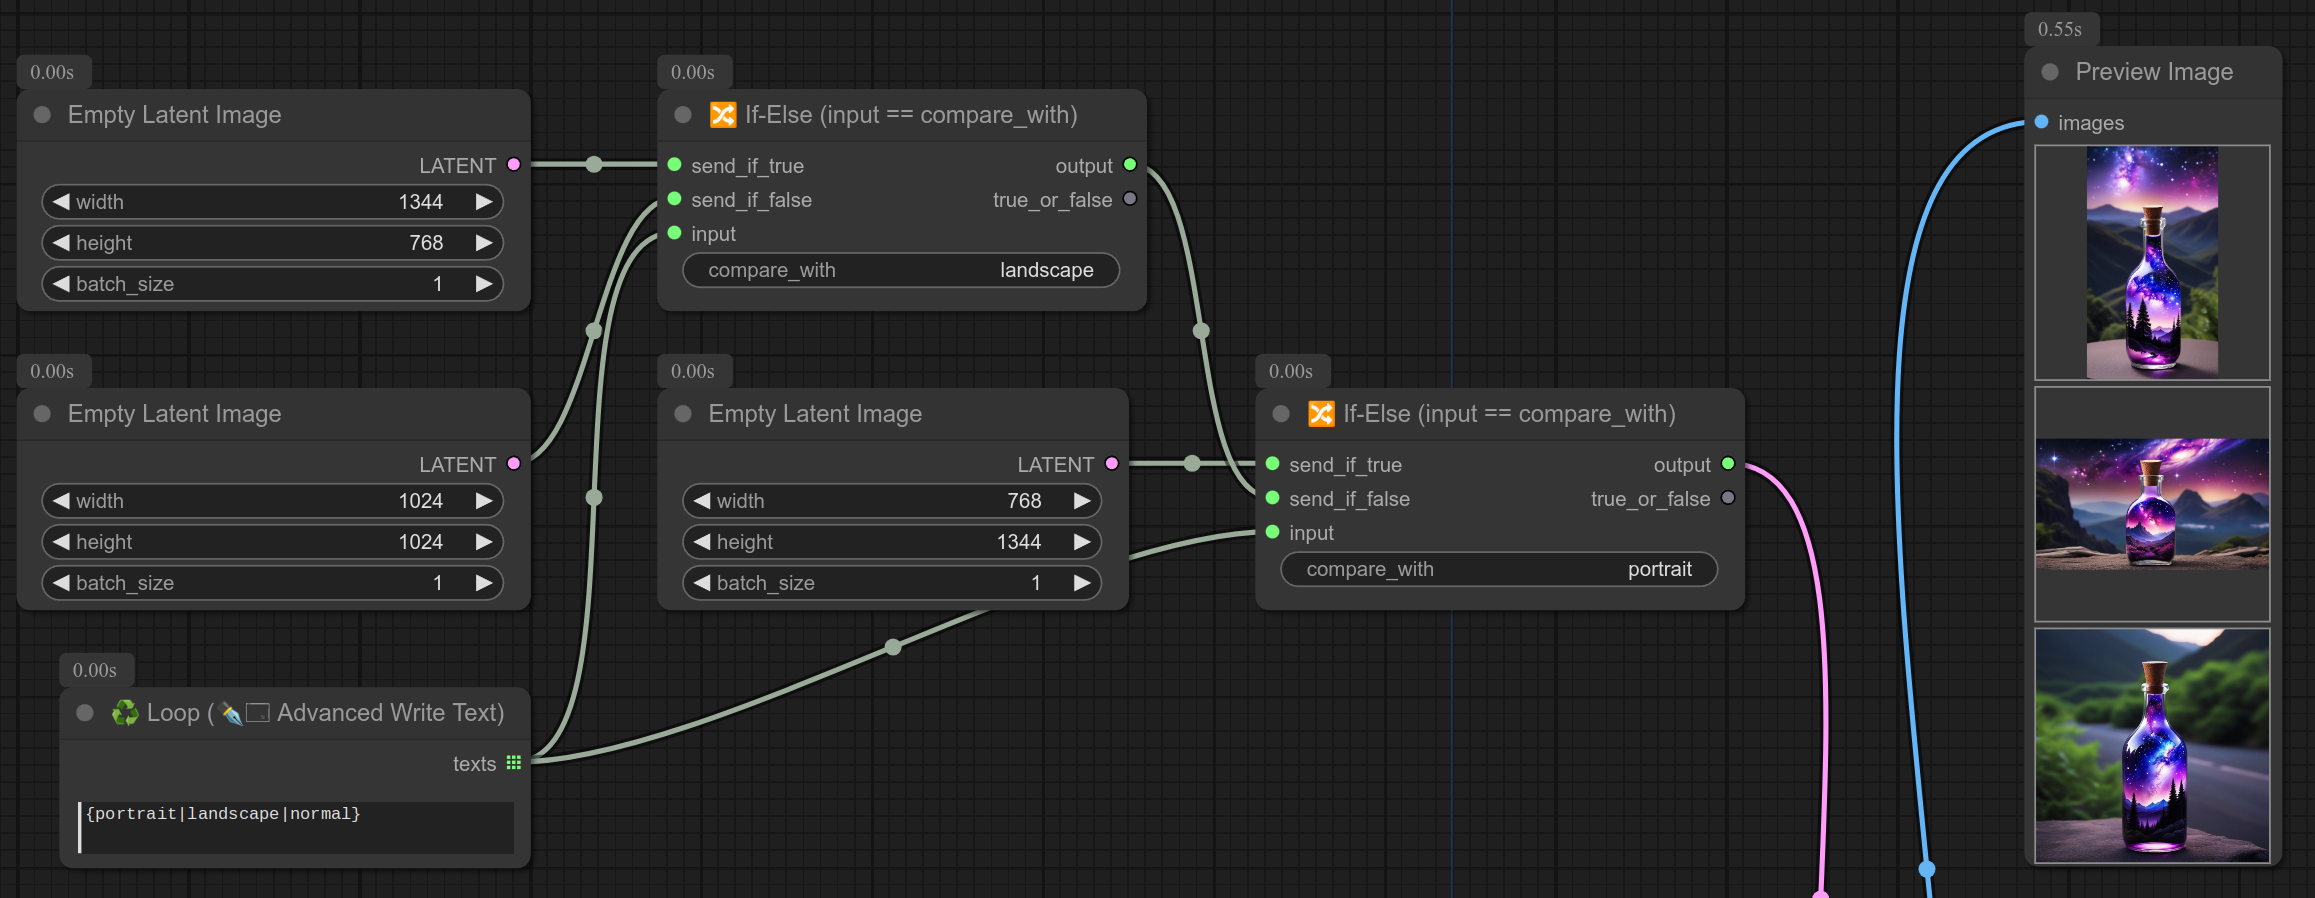 0.00s
Empty Latent Image
LATENT
width 1344
height 768
batch_size 1
0.00s
🔀 If-Else (input == compare_with)
send_if_true output
send_if_false true_or_false
input
compare_with landscape
0.55s
Preview Image
images
0.00s
Empty Latent Image
LATENT
width 1024
height 1024
batch_size 1
0.00s
Empty Latent Image
LATENT
width 768
height 1344
batch_size 1
0.00s
🔀 If-Else (input == compare_with)
send_if_true output
send_if_false true_or_false
input
compare_with portrait
0.00s
♻ Loop (✒ Advanced Write Text)
texts
{portrait|landscape|normal}